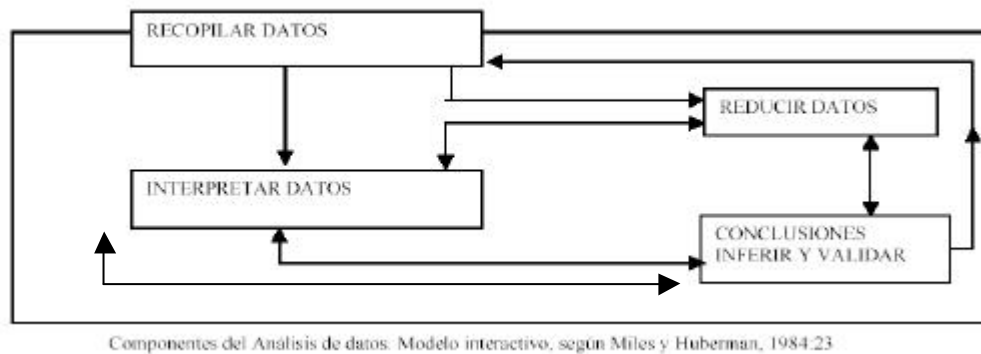 RECOPILAR DATOS
REDUCIR DATOS
INTERPRETAR DATOS
CONCLUSIONES
INFERIR Y VALIDAR
Componentes del Análisis de datos. Modelo interactivo, según Miles y Huberman, 1984:23